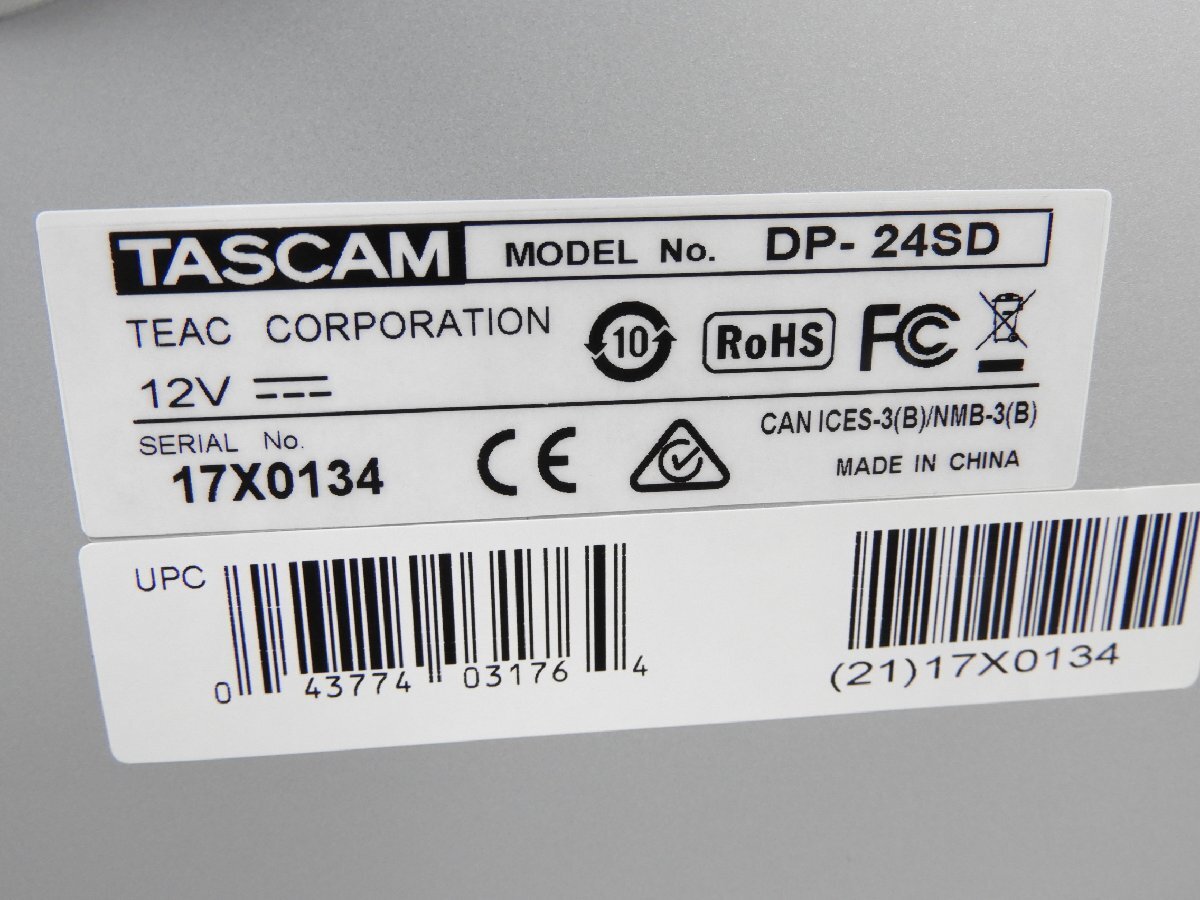 TASCAM MODEL No. DP- 24SD
TEAC CORPORATION
10 RoHS FC
12V
CAN ICES-3(B)/NMB-3(B)
SERIAL No.
17X0134
CE
MADE IN CHINA
UPC
0 43774 03176 4
(21)17X0134